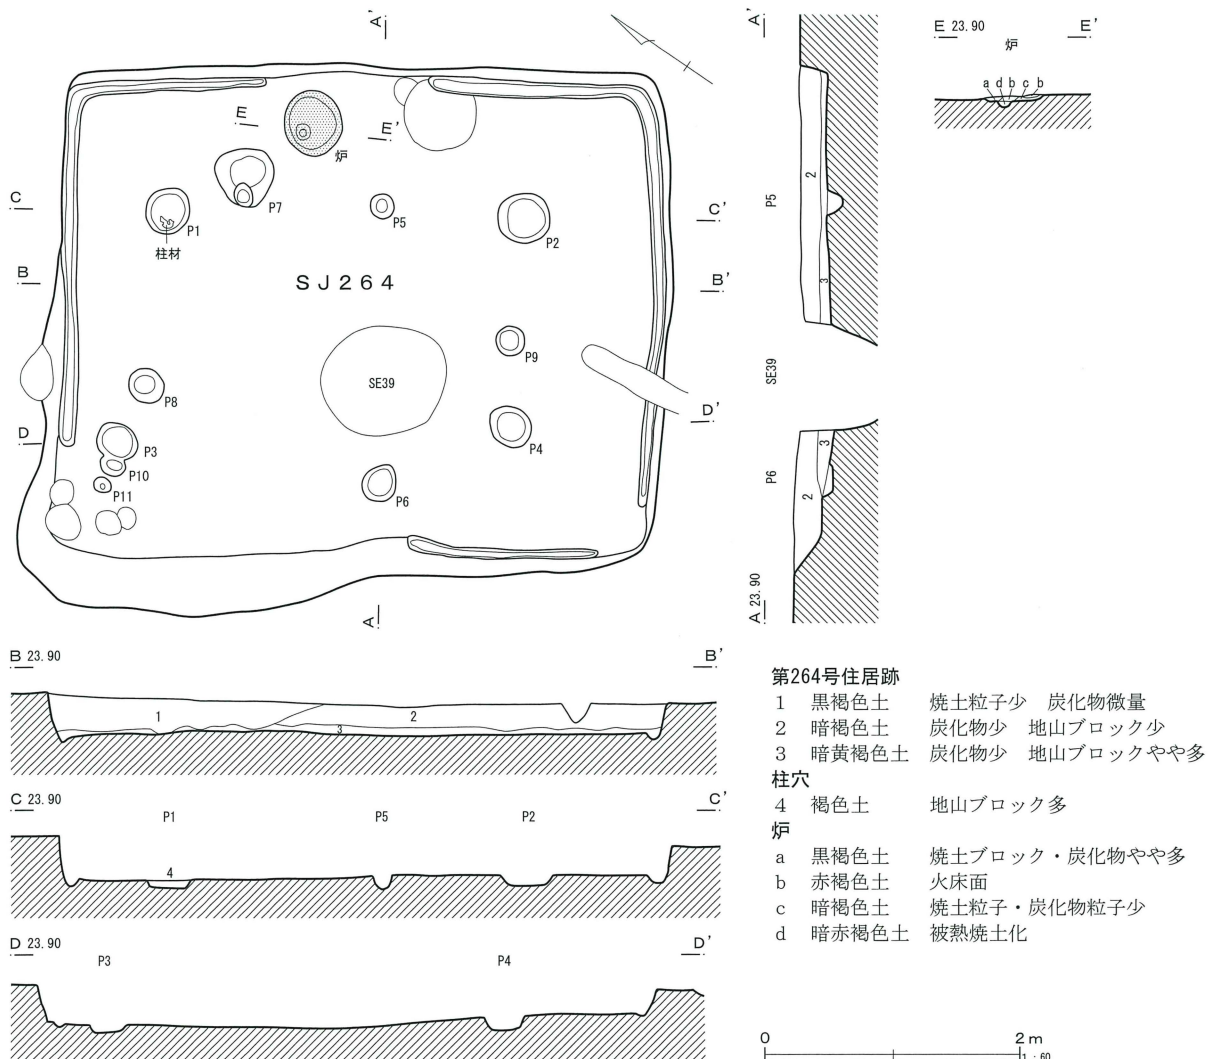 A'
E
E'
炉
C
P7
P5
C'
P1
P2
柱材
B
SJ264
B'
P9
SE39
P8
D'
D
P3
P4
P10
P11
P6
A
A'
2
P5
3
SE39
3
P6
2
A 23.90
E 23.90
E'
炉
a d b c b
B 23.90
B'
1
2
3
C 23.90
C'
P1
P5
P2
4
D 23.90
D'
P3
P4
第264号住居跡
1 黒褐色土 焼土粒子少 炭化物微量
2 暗褐色土 炭化物少 地山ブロック少
3 暗黄褐色土 炭化物少 地山ブロックやや多
柱穴
4 褐色土 地山ブロック多
炉
a 黒褐色土 焼土ブロック・炭化物やや多
b 赤褐色土 火床面
c 暗褐色土 焼土粒子・炭化物粒子少
d 暗赤褐色土 被熱焼土化
0 2m
1:60